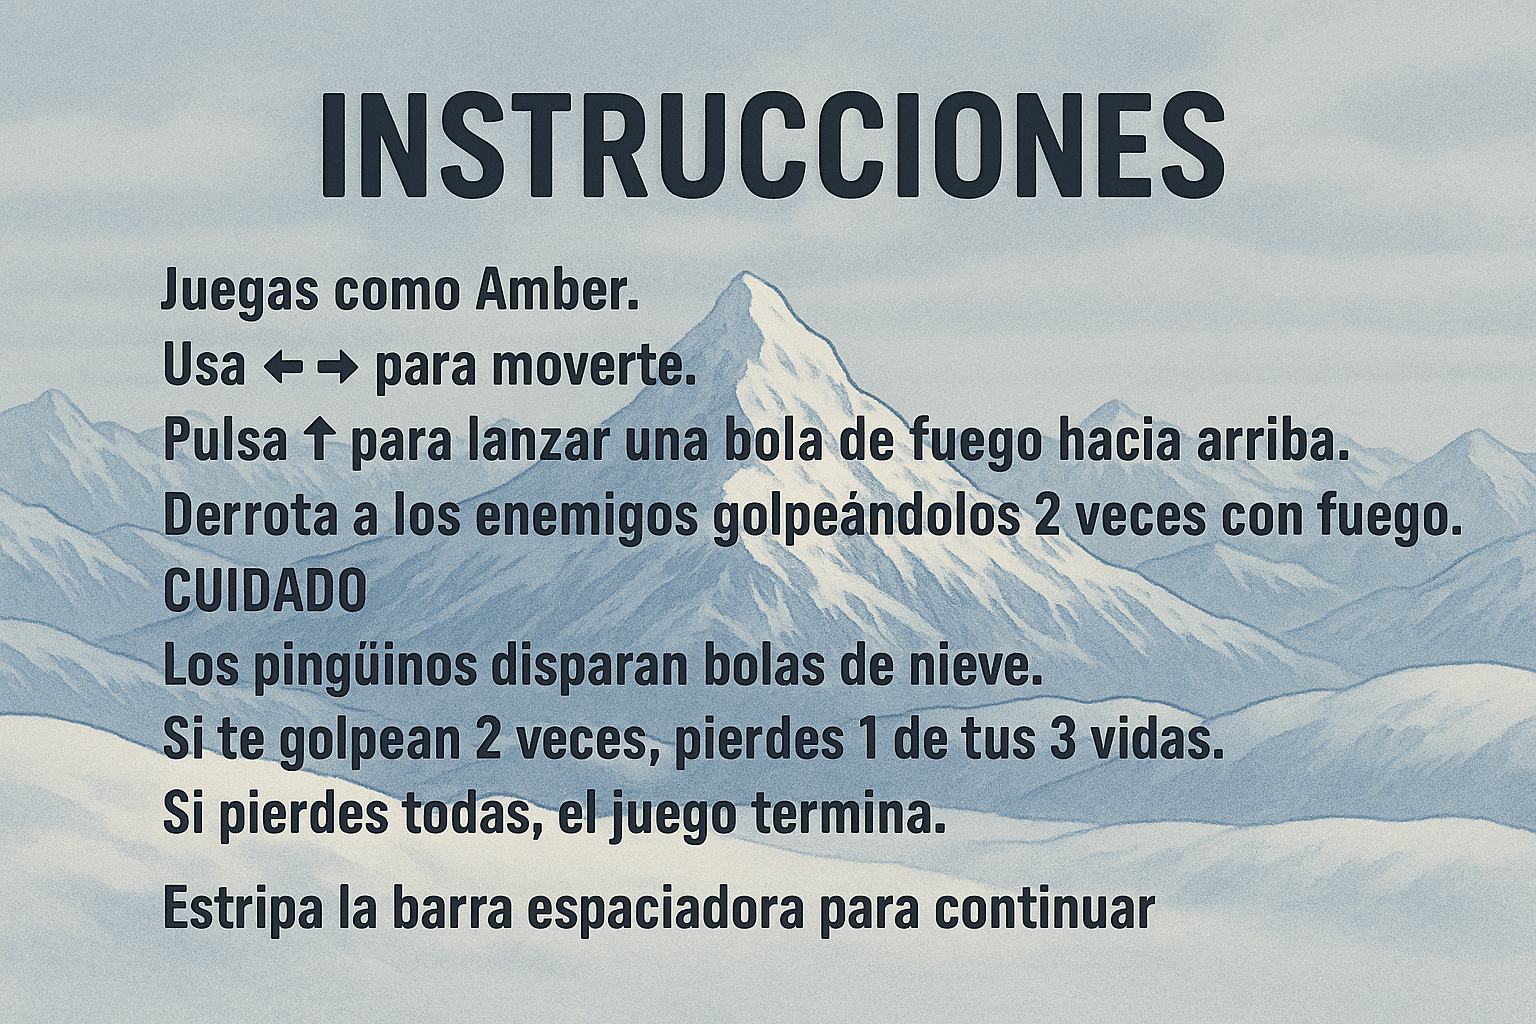 INSTRUCCIONES
Juegas como Amber.
Usa ← → para moverte.
Pulsa ↑ para lanzar una bola de fuego hacia arriba.
Derrota a los enemigos golpeándolos 2 veces con fuego.
CUIDADO
Los pingüinos disparan bolas de nieve.
Si te golpean 2 veces, pierdes 1 de tus 3 vidas.
Si pierdes todas, el juego termina.
Estripa la barra espaciadora para continuar